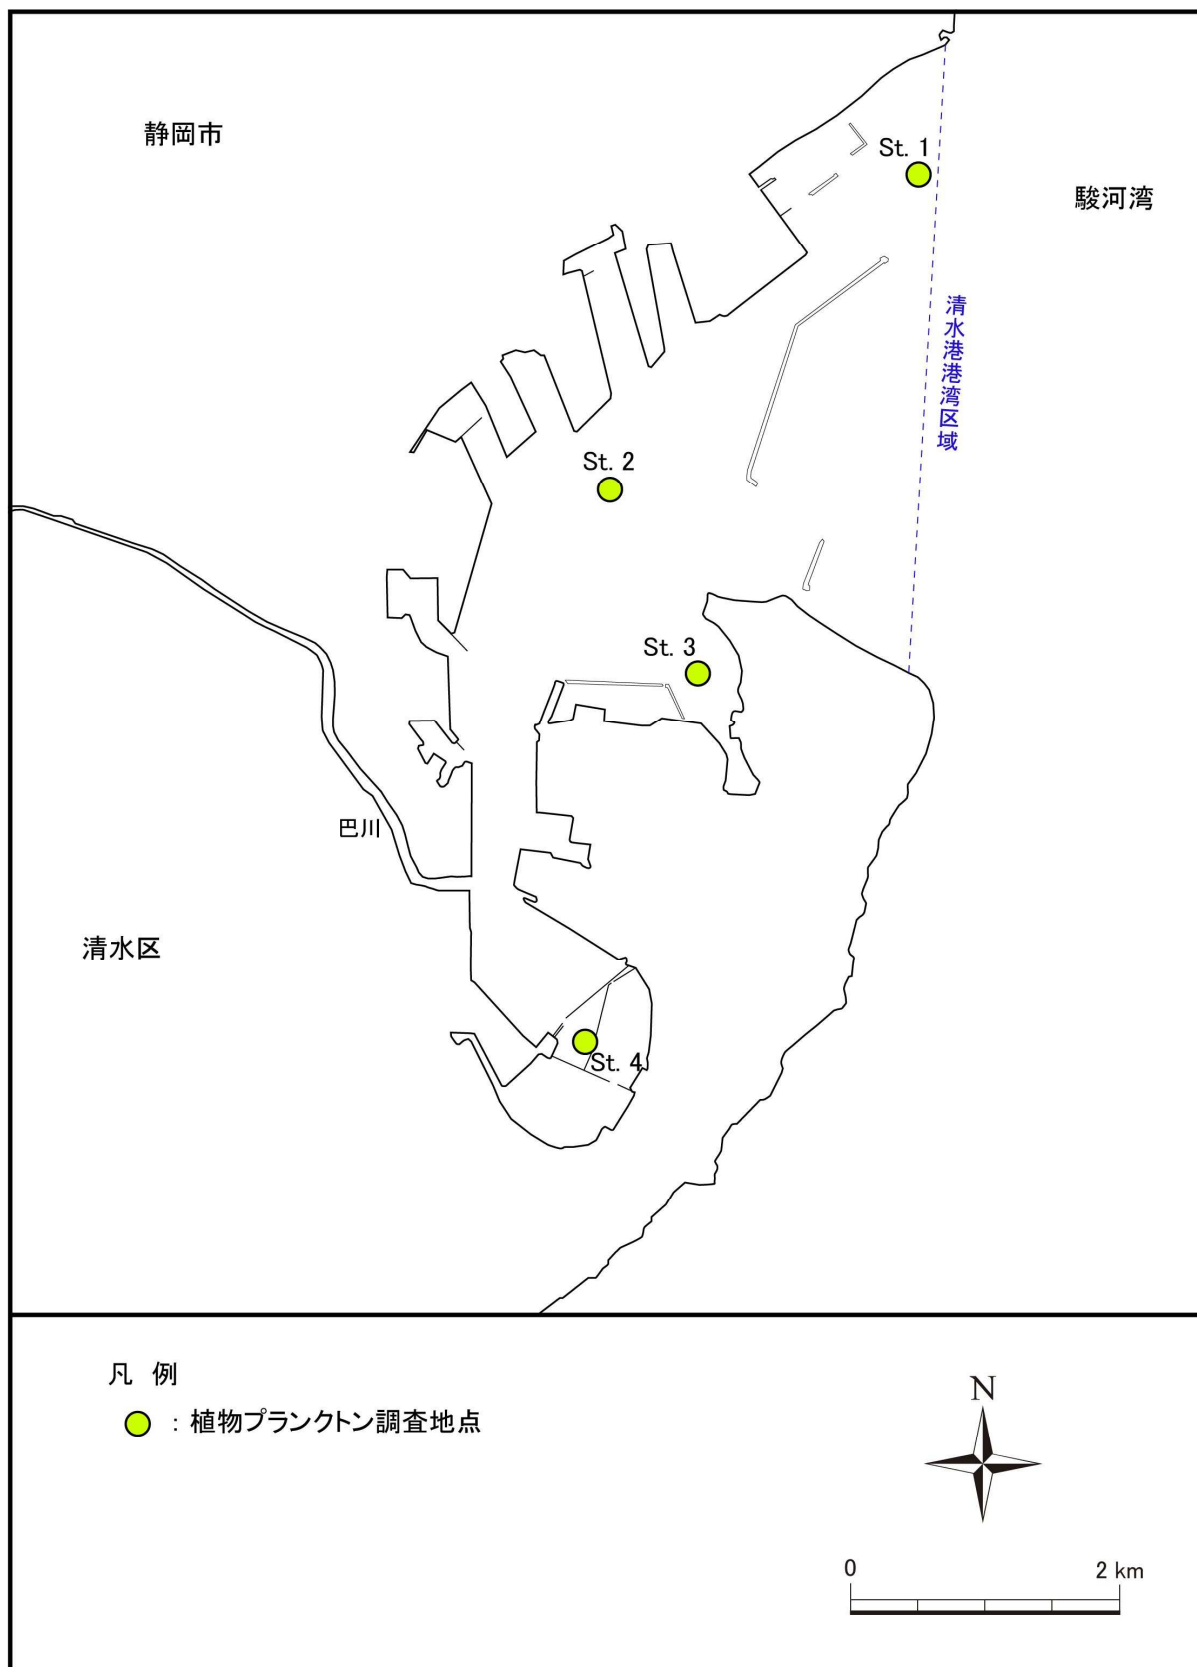 静岡市
St. 1
駿河湾
清水港港湾区域
St. 2
St. 3
巴川
清水区
St. 4
凡 例
：植物プランクトン調査地点
N
0
2 km